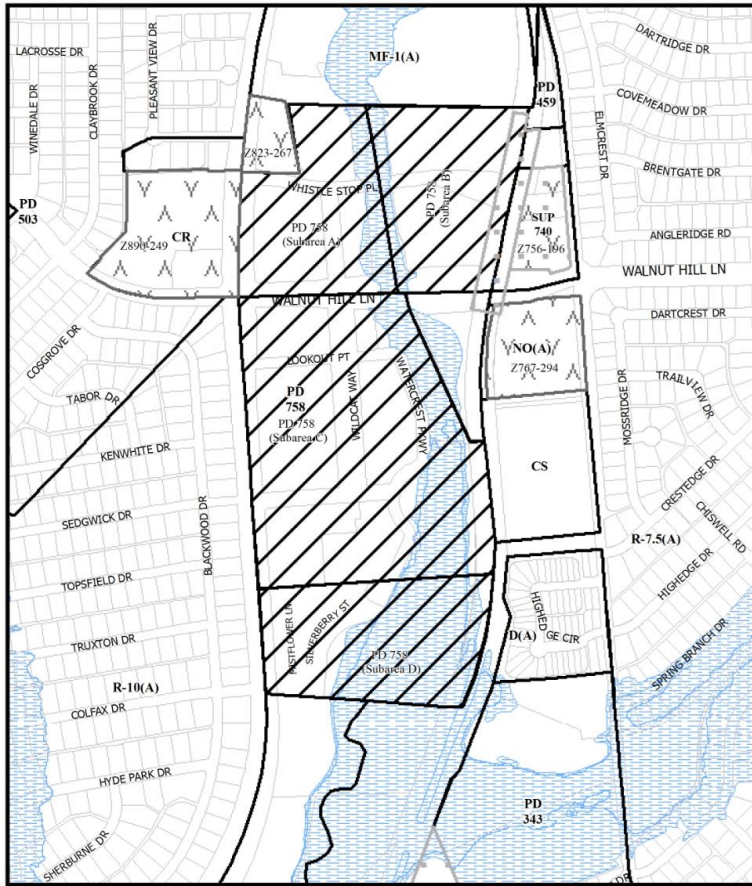 LACROSSE DR
WINEDALE DR
CLAYBROOK DR
PLEASANT VIEW DR
MF-1(A)
PD
459
DARTRIDGE DR
COVEMEADOW DR
ELMCREST DR
BRENTGATE DR
Z823-267
WHISTLE STOP PL
PD 758
(Subarea A)
PD 758
(Subarea B)
PD
503
CR
Z890-249
SUP
740
Z756-196
ANGLERIDGE RD
WALNUT HILL LN
WALNUT HILL LN
DARTCREST DR
COSGROVE DR
LOOKOUT PT
NO(A)
Z767-294
TRAILVIEW DR
TABOR DR
PD
758
PD 758
(Subarea C)
WILDCAT WAY
WATERCREST PKWY
MOSSRIDGE DR
KENWHITE DR
CS
CRESTEDGE DR
CHISWELL RD
SEDGWICK DR
BLACKWOOD DR
R-7.5(A)
HIGHEDGE DR
TOPSFIELD DR
HIGHED
GE CIR
MISTFLOWER LN
SILVERBERRY ST
D(A)
TRUXTON DR
PD 758
(Subarea D)
SPRING BRANCH DR
R-10(A)
COLFAX DR
HYDE PARK DR
PD
343
SHERBURNE DR
DR